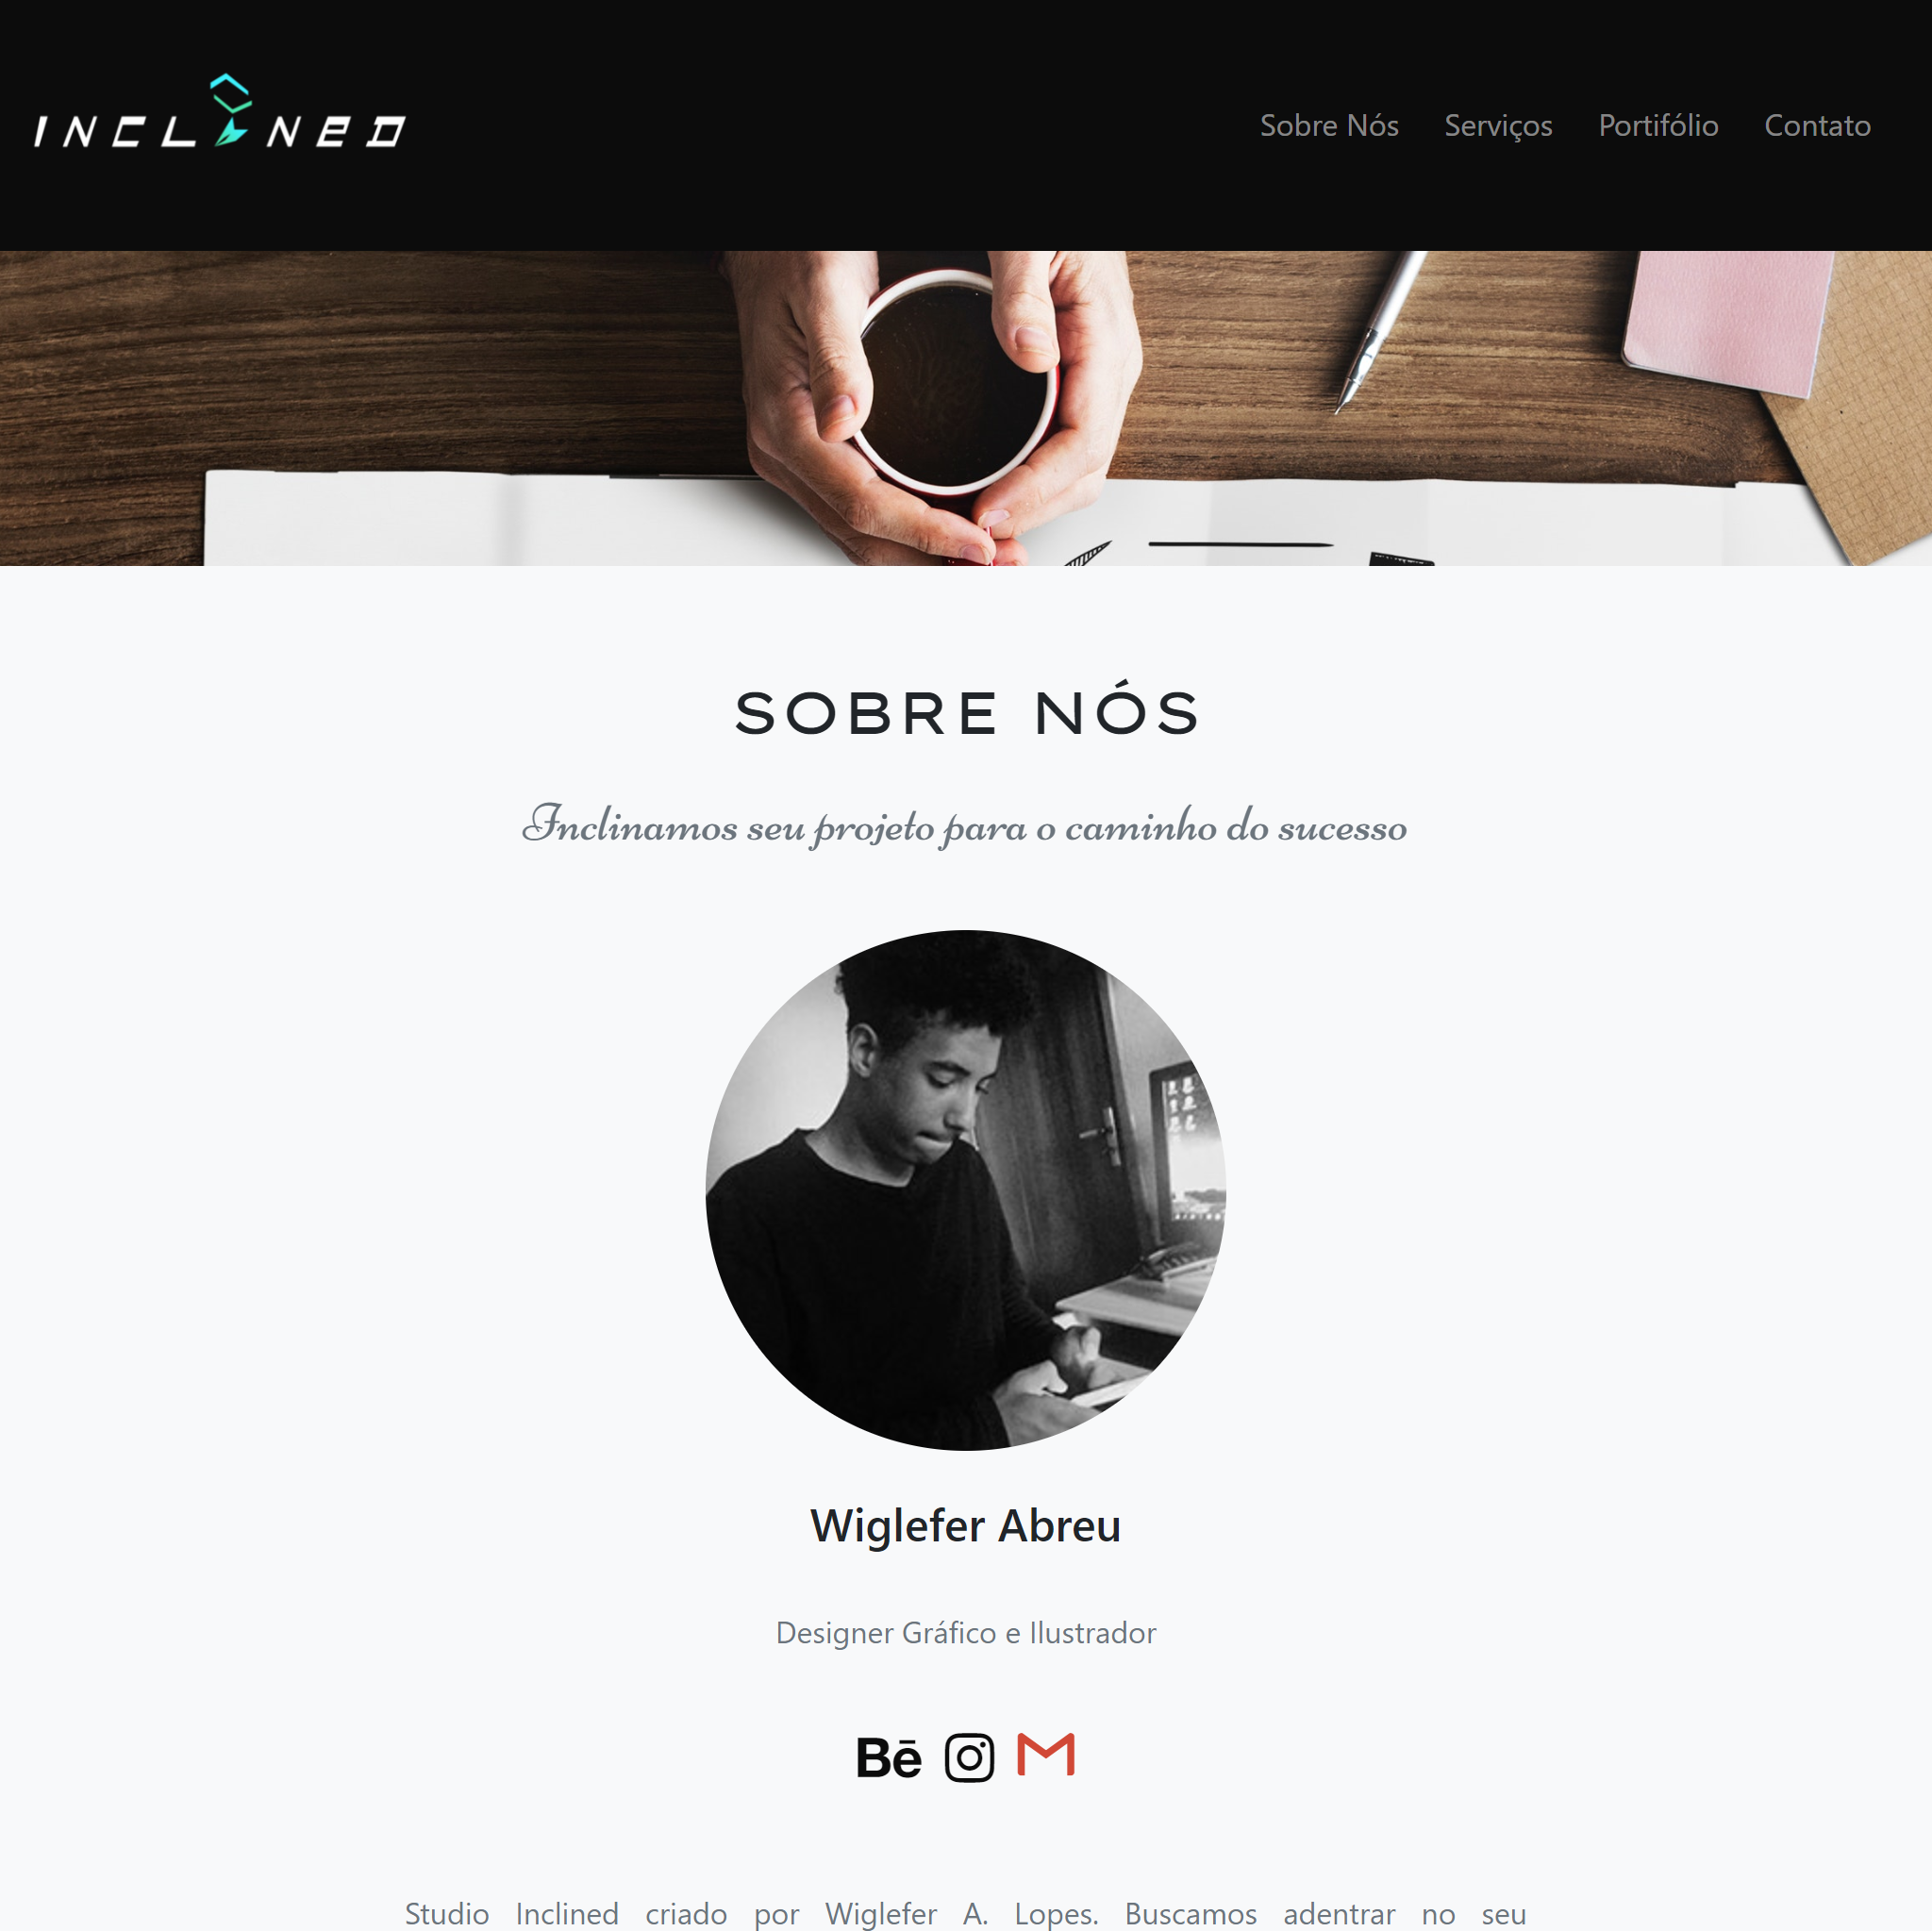 INCLINED
Sobre Nós Serviços Portifólio Contato
SOBRE NÓS
Inclinamos seu projeto para o caminho do sucesso
Wiglefer Abreu
Designer Gráfico e Ilustrador
Bē
Studio Inclined criado por Wiglefer A. Lopes. Buscamos adentrar no seu